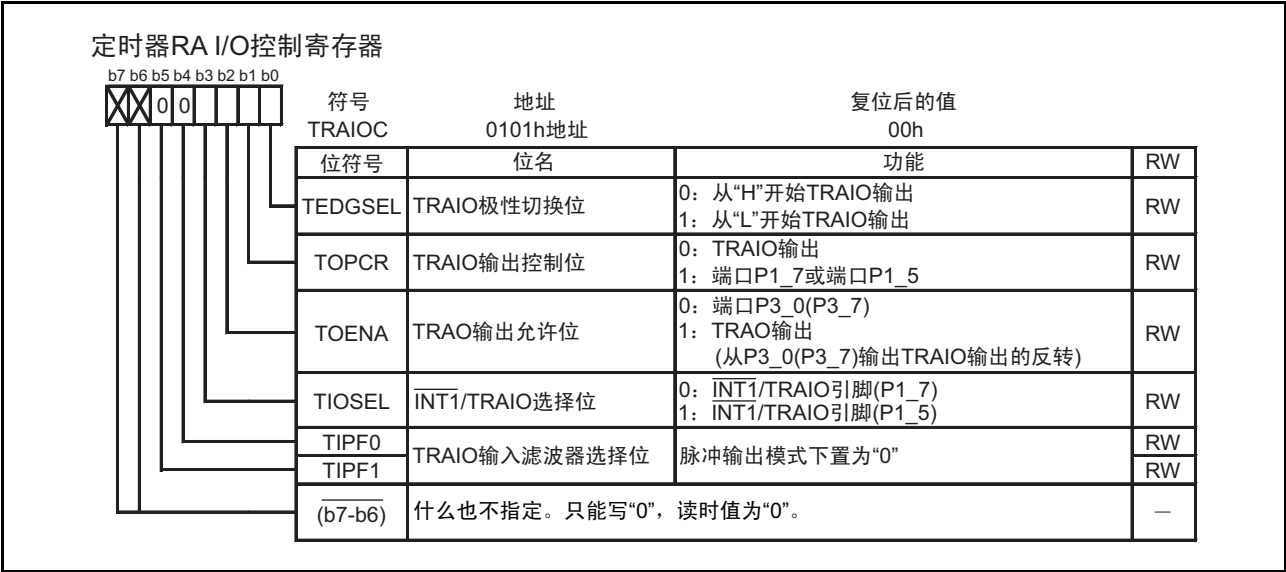 定时器RA I/O控制寄存器
b7 b6 b5 b4 b3 b2 b1 b0
0 0
符号 地址 复位后的值
TRAIOC 0101h地址 00h
位符号 位名 功能 RW
TEDGSEL TRAIO极性切换位 0：从“H”开始TRAIO输出
1：从“L”开始TRAIO输出 RW
TOPCR TRAIO输出控制位 0：TRAIO输出
1：端口P1_7或端口P1_5 RW
TOENA TRAO输出允许位 0：端口P3_0(P3_7)
1：TRAO输出
(从P3_0(P3_7)输出TRAIO输出的反转) RW
TIOSEL INT1/TRAIO选择位 0：INT1/TRAIO引脚(P1_7)
1：INT1/TRAIO引脚(P1_5) RW
TIPF0 TRAIO输入滤波器选择位 脉冲输出模式下置为“0” RW
TIPF1 RW
(b7-b6) 什么也不指定。只能写“0”，读时值为“0”。 —